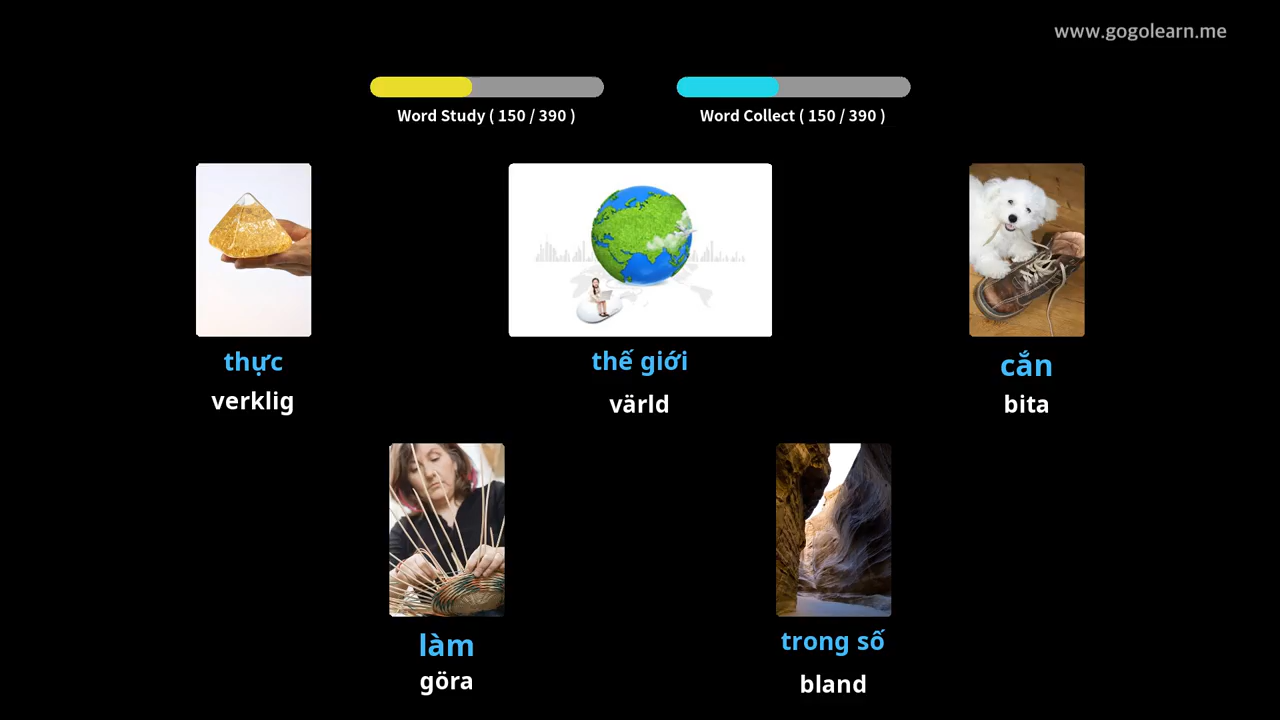 www.gogolearn.me
Word Study ( 150 / 390 )
Word Collect ( 150 / 390 )
thực
verklig
thế giới
värld
cắn
bita
làm
göra
trong số
bland